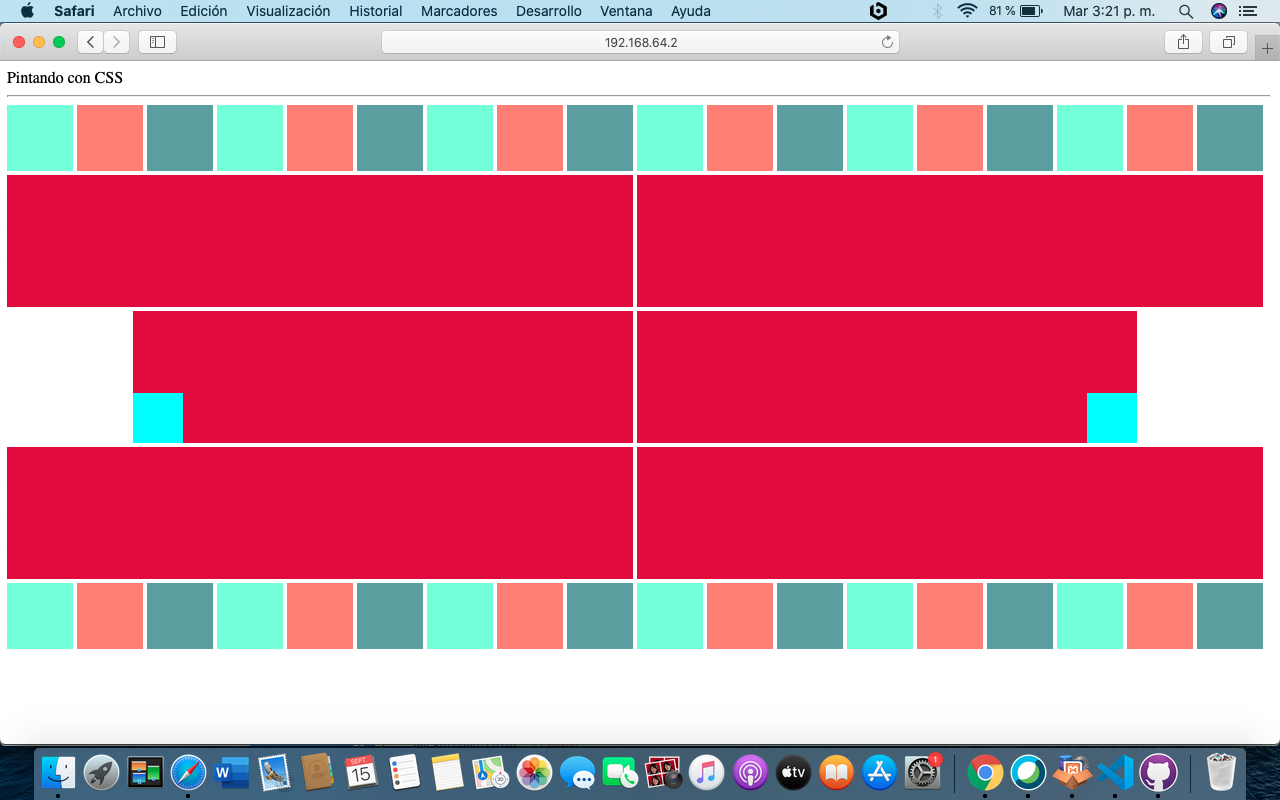 Safari Archivo Edición Visualización Historial Marcadores Desarrollo Ventana Ayuda 81 % Mar 3:21 p. m.
192.168.64.2
Pintando con CSS
SEPT. 15 W 3D tv 1